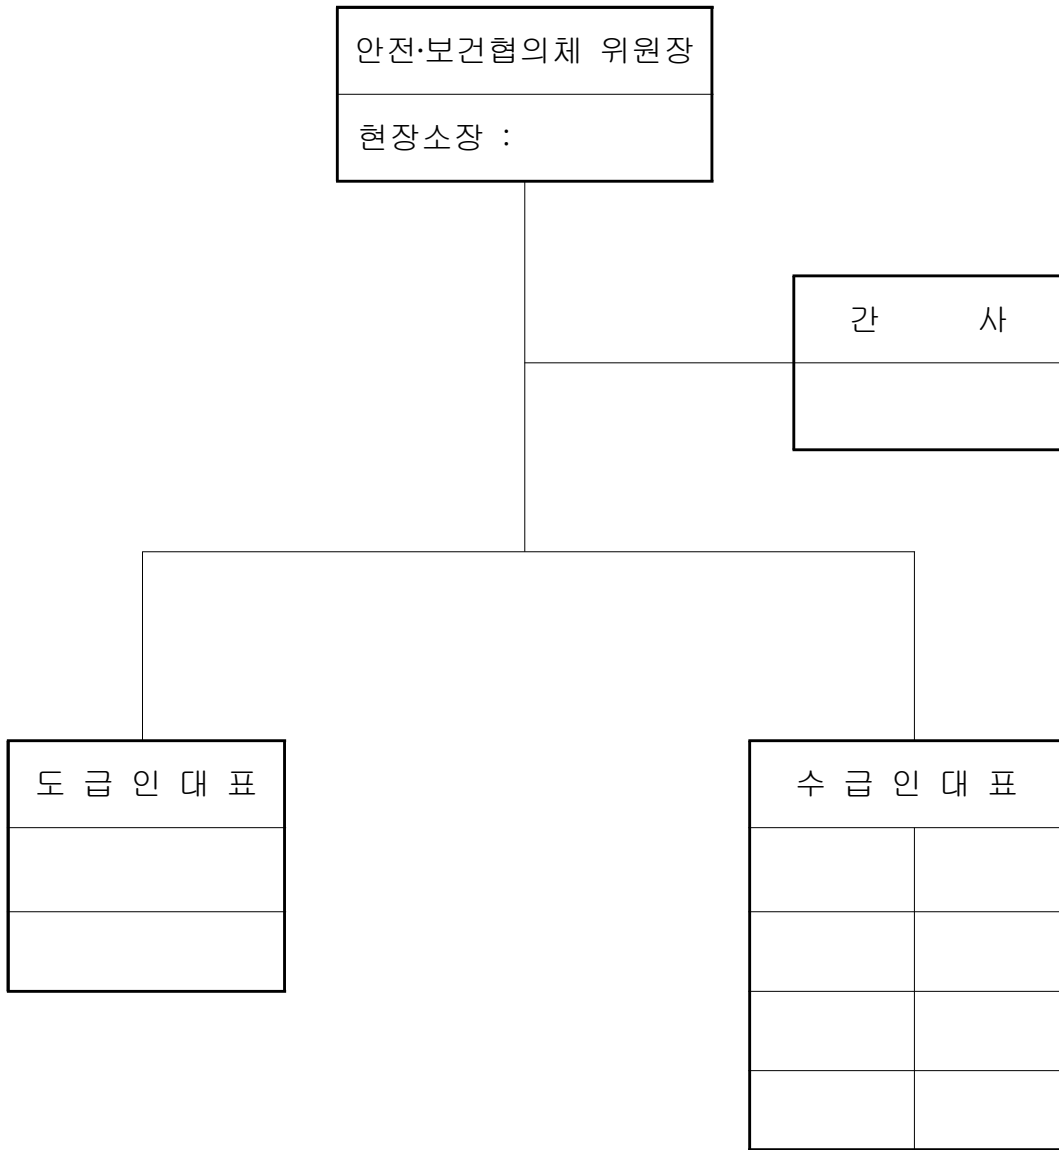 안전·보건협의체 위원장
현장소장 :
간 사
도 급 인 대 표
수 급 인 대 표